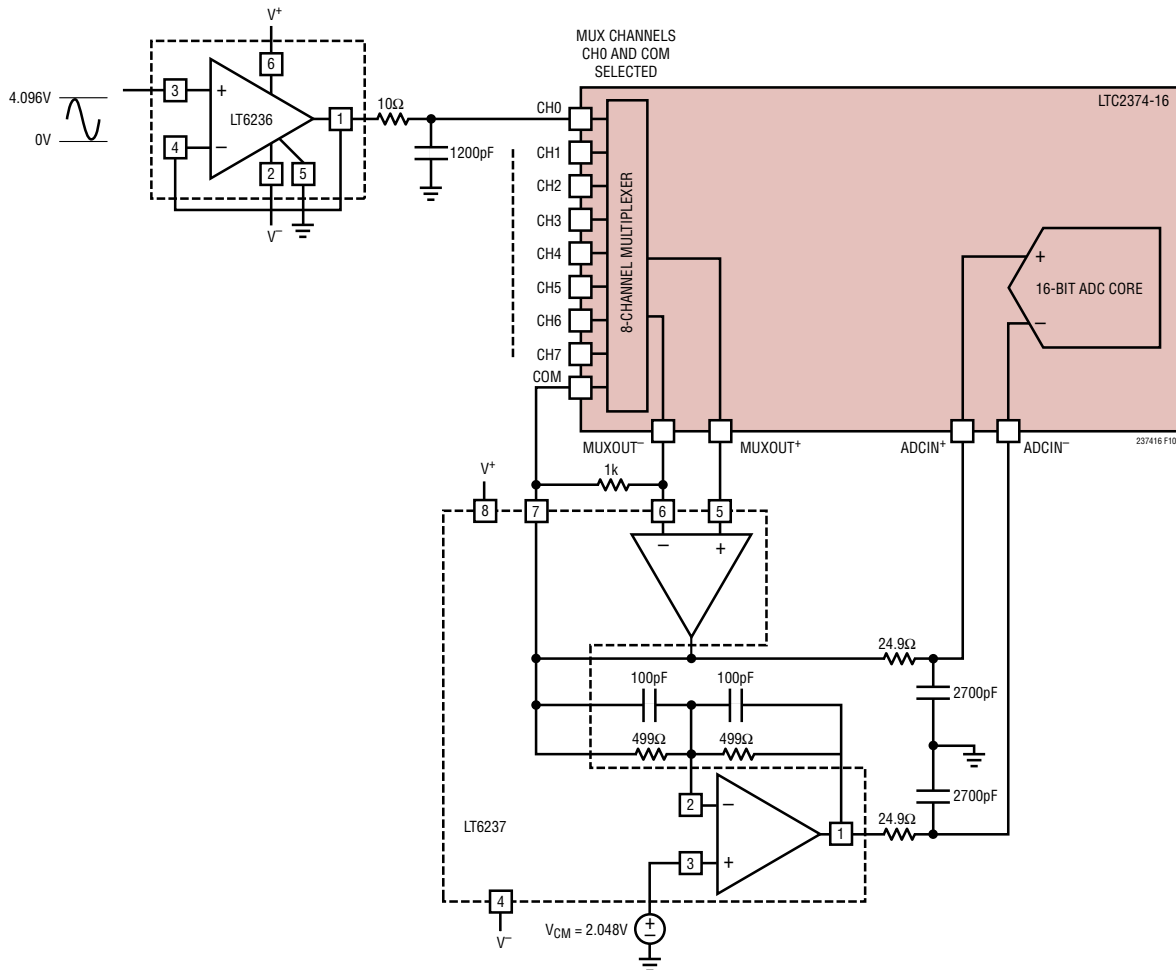 V+
MUX CHANNELS
CH0 AND COM
SELECTED
6
4.096V
0V
3
+
LT6236
4
−
1
2
5
V−
10Ω
1200pF
LTC2374-16
CH0
CH1
CH2
CH3
CH4
CH5
CH6
CH7
COM
8-CHANNEL MULTIPLEXER
+
16-BIT ADC CORE
−
MUXOUT−
MUXOUT+
ADCIN+
ADCIN−
237416 F10
V+
1k
8
7
6
5
−
+
24.9Ω
100pF
100pF
2700pF
499Ω
499Ω
2
−
2700pF
LT6237
1
24.9Ω
3
+
4
V−
VCM = 2.048V
+
−